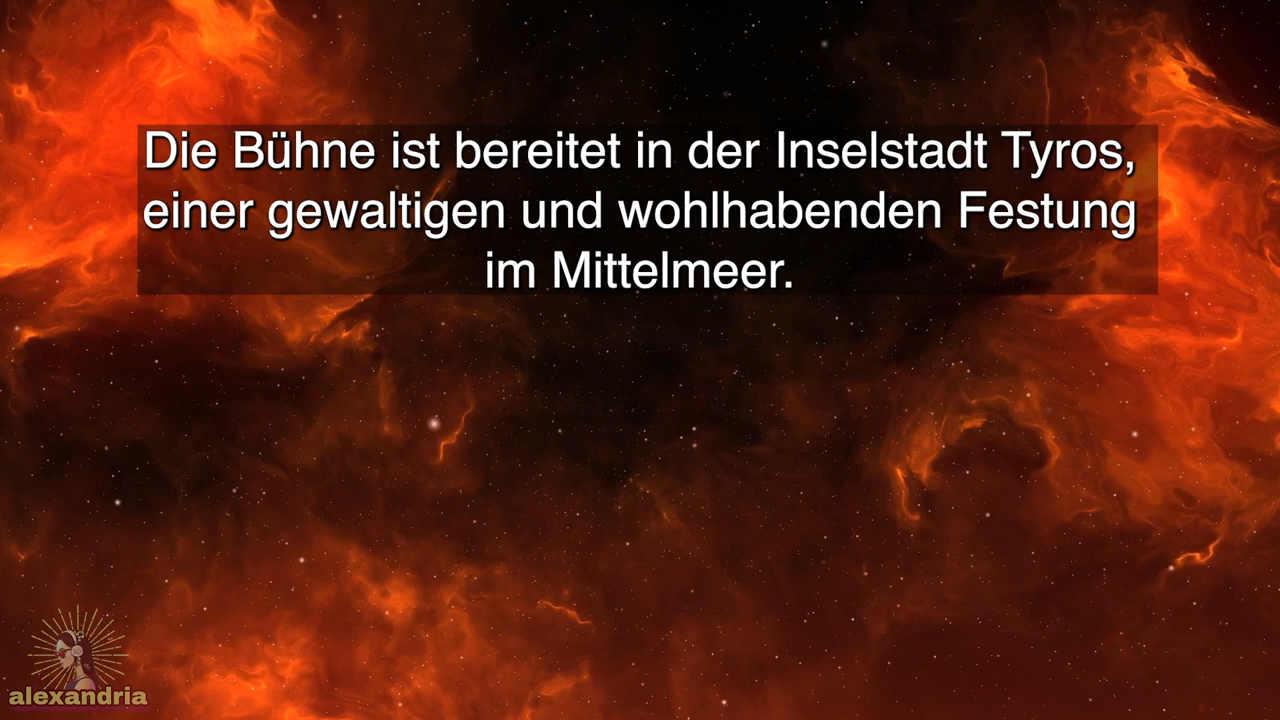 Die Bühne ist bereitet in der Inselstadt Tyros,
einer gewaltigen und wohlhabenden Festung
im Mittelmeer.
alexandria